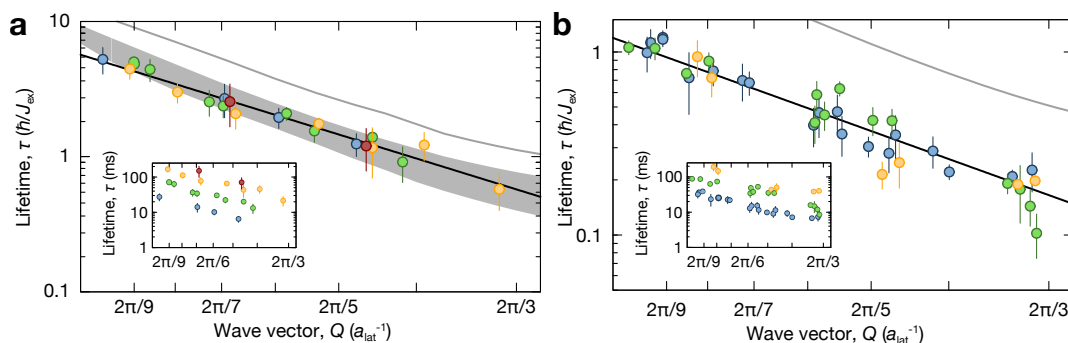 a
Lifetime, τ (ħ/J_ex)
10
1
0.1
2π/9
2π/7
2π/5
2π/3
Wave vector, Q (a_lat^-1)
Lifetime, τ (ms)
100
10
1
2π/9
2π/6
2π/3
b
Lifetime, τ (ħ/J_ex)
1
0.1
2π/9
2π/7
2π/5
2π/3
Wave vector, Q (a_lat^-1)
Lifetime, τ (ms)
100
10
1
2π/9
2π/6
2π/3